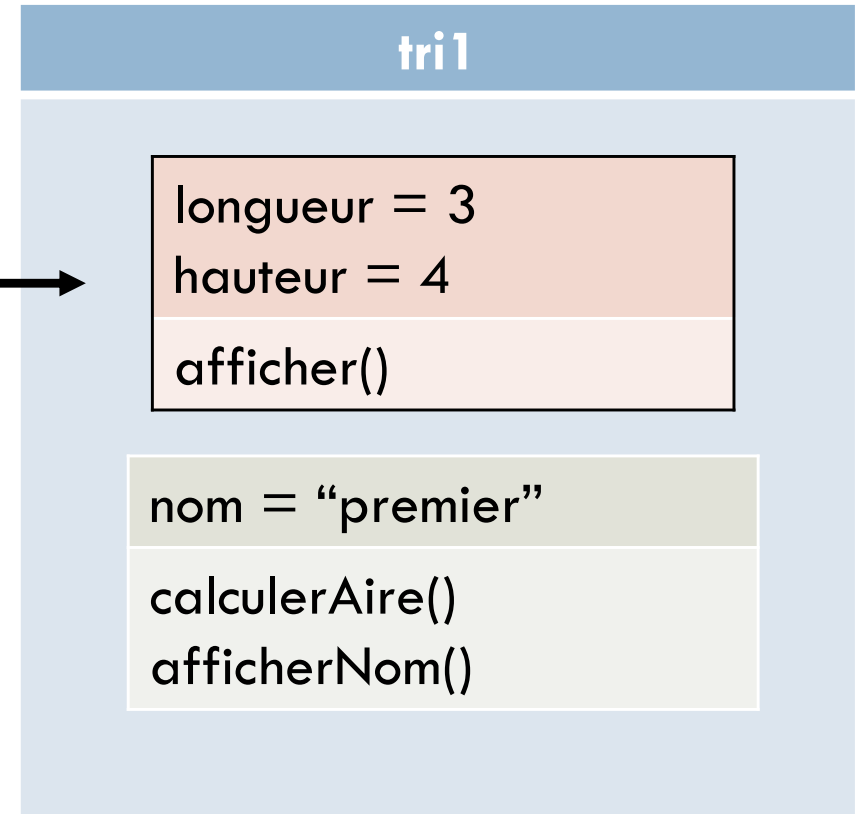 tri1
longueur = 3
hauteur = 4
afficher()
nom = “premier”
calculerAire()
afficherNom()